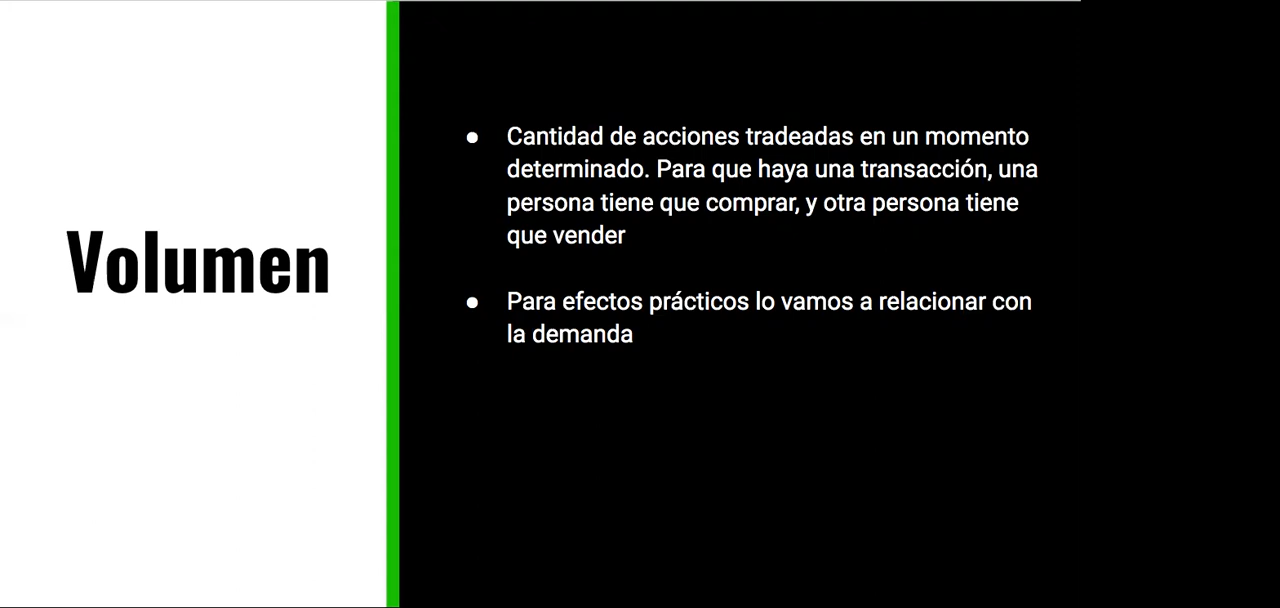 Volumen
● Cantidad de acciones tradeadas en un momento
determinado. Para que haya una transacción, una
persona tiene que comprar, y otra persona tiene
que vender
● Para efectos prácticos lo vamos a relacionar con
la demanda